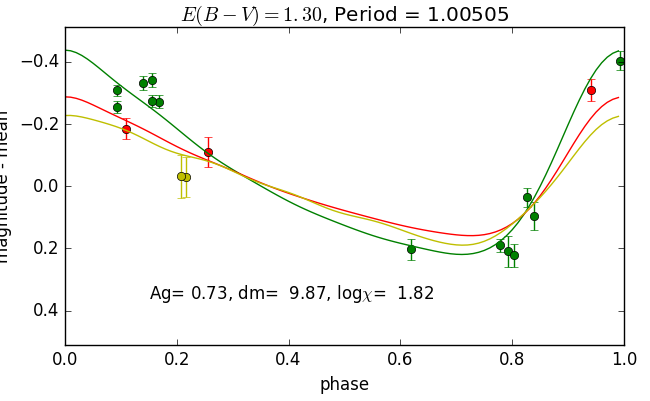 E(B − V) = 1.30, Period = 1.00505
−0.4
−0.2
0.0
0.2
0.4
magnitude - mean
Ag= 0.73, dm= 9.87, logχ= 1.82
0.0 0.2 0.4 0.6 0.8 1.0
phase